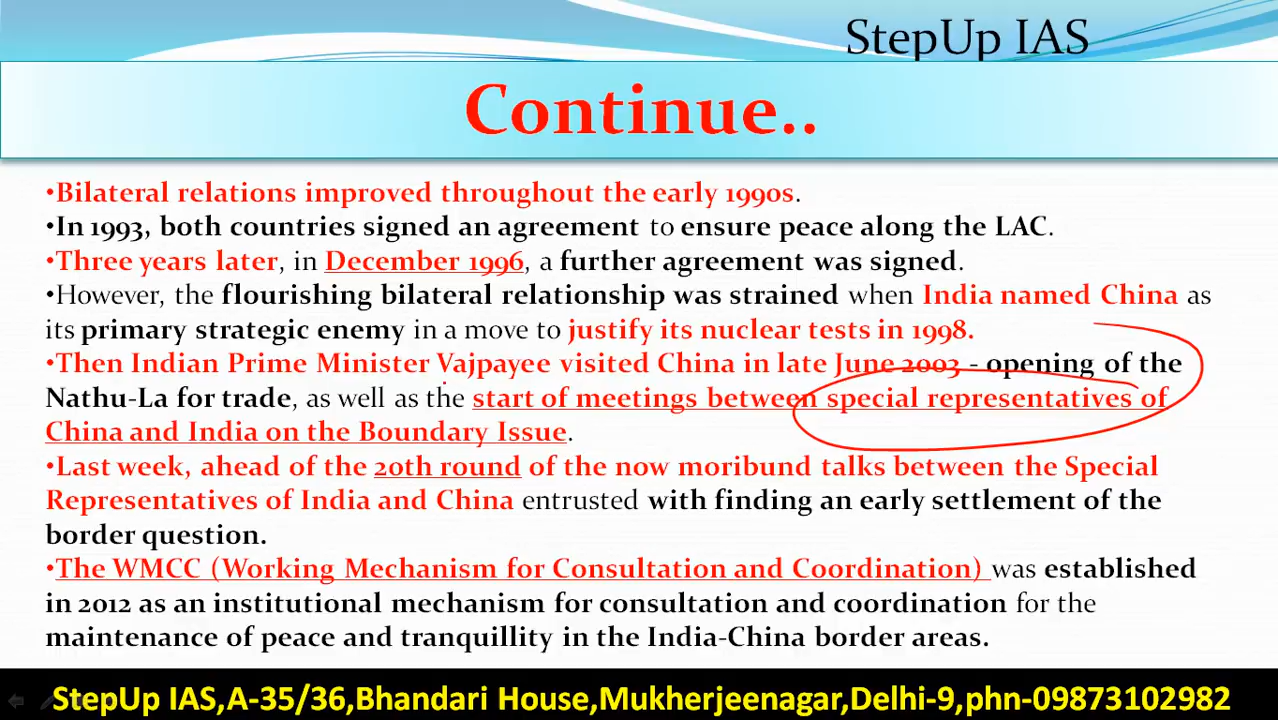 StepUp IAS
Continue..
•Bilateral relations improved throughout the early 1990s.
•In 1993, both countries signed an agreement to ensure peace along the LAC.
•Three years later, in December 1996, a further agreement was signed.
•However, the flourishing bilateral relationship was strained when India named China as
its primary strategic enemy in a move to justify its nuclear tests in 1998.
•Then Indian Prime Minister Vajpayee visited China in late June 2003 - opening of the
Nathu-La for trade, as well as the start of meetings between special representatives of
China and India on the Boundary Issue.
•Last week, ahead of the 20th round of the now moribund talks between the Special
Representatives of India and China entrusted with finding an early settlement of the
border question.
•The WMCC (Working Mechanism for Consultation and Coordination) was established
in 2012 as an institutional mechanism for consultation and coordination for the
maintenance of peace and tranquillity in the India-China border areas.
StepUp IAS,A-35/36,Bhandari House,Mukherjeenagar,Delhi-9,phn-09873102982